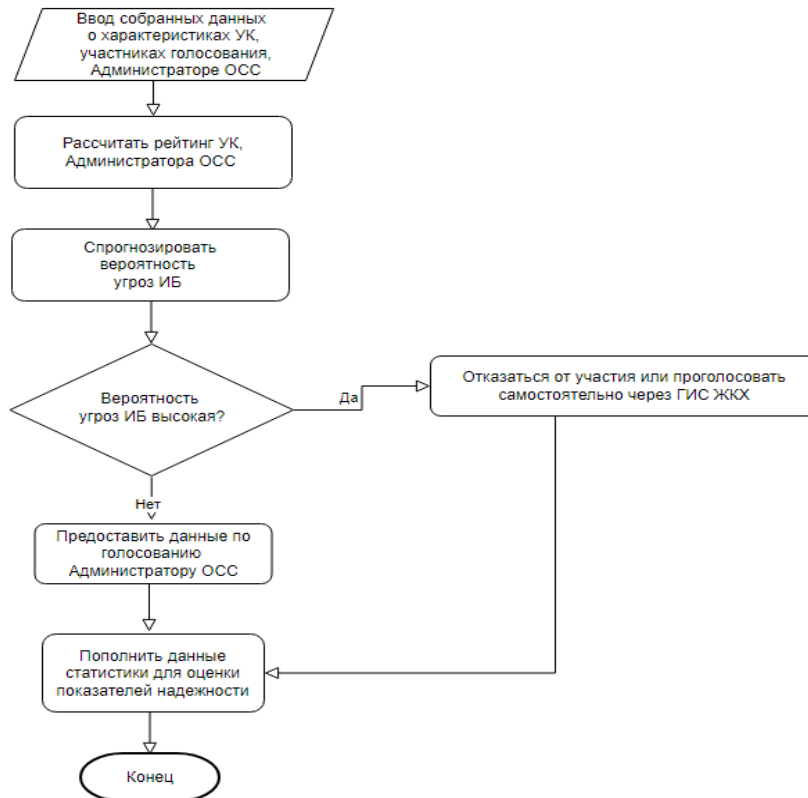 Ввод собранных данных
о характеристиках УК,
участниках голосования,
Администраторе ОСС
Рассчитать рейтинг УК,
Администратора ОСС
Спрогнозировать
вероятность
угроз ИБ
Вероятность
угроз ИБ высокая?
Да
Отказаться от участия или проголосовать
самостоятельно через ГИС ЖКХ
Нет
Предоставить данные по
голосованию
Администратору ОСС
Пополнить данные
статистики для оценки
показателей надежности
Конец